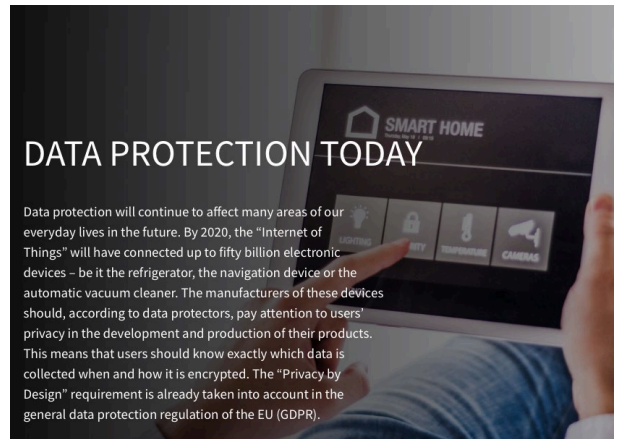 SMART HOME
DATA PROTECTION TODAY
Data protection will continue to affect many areas of our
everyday lives in the future. By 2020, the “Internet of
Things” will have connected up to fifty billion electronic
devices – be it the refrigerator, the navigation device or the
automatic vacuum cleaner. The manufacturers of these devices
should, according to data protectors, pay attention to users’
privacy in the development and production of their products.
This means that users should know exactly which data is
collected when and how it is encrypted. The “Privacy by
Design” requirement is already taken into account in the
general data protection regulation of the EU (GDPR).
LIGHTING
TEMPERATURE
CAMERAS